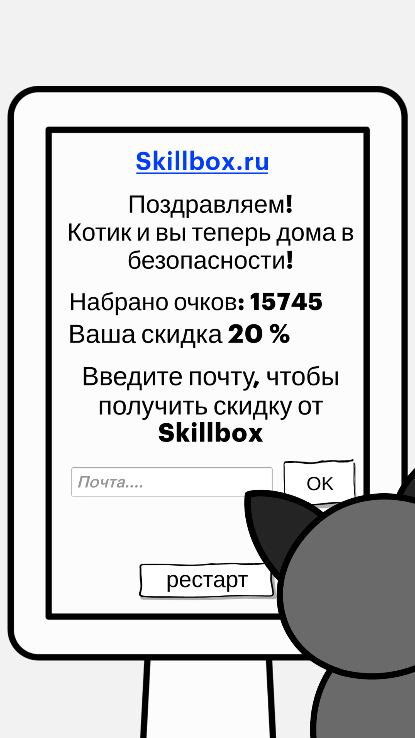 Skillbox.ru
Поздравляем!
Котик и вы теперь дома в
безопасности!
Набрано очков: 15745
Ваша скидка 20 %
Введите почту, чтобы
получить скидку от
Skillbox
Почта....
ОК
рестарт